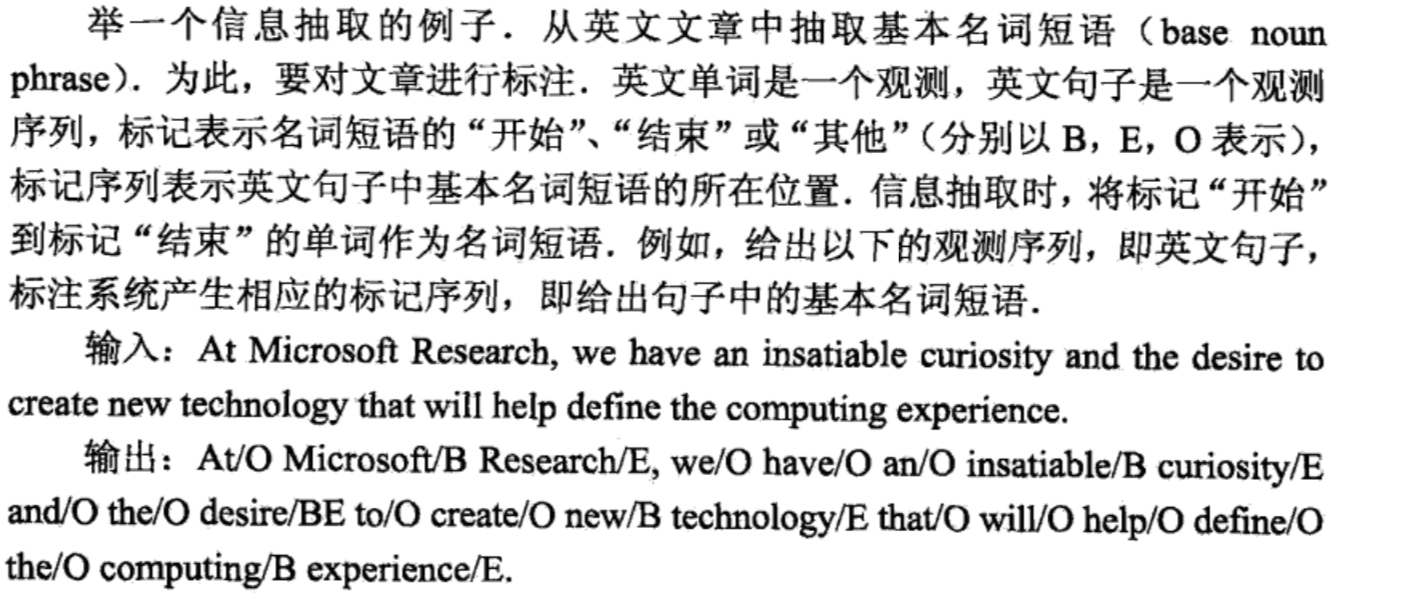 举一个信息抽取的例子．从英文文章中抽取基本名词短语（base noun
phrase）．为此，要对文章进行标注．英文单词是一个观测，英文句子是一个观测
序列，标记表示名词短语的“开始”、“结束”或“其他”（分别以 B，E，O 表示），
标记序列表示英文句子中基本名词短语的所在位置．信息抽取时，将标记“开始”
到标记“结束”的单词作为名词短语．例如，给出以下的观测序列，即英文句子，
标注系统产生相应的标记序列，即给出句子中的基本名词短语．
输入：At Microsoft Research, we have an insatiable curiosity and the desire to
create new technology that will help define the computing experience.
输出：At/O Microsoft/B Research/E, we/O have/O an/O insatiable/B curiosity/E
and/O the/O desire/BE to/O create/O new/B technology/E that/O will/O help/O define/O
the/O computing/B experience/E.